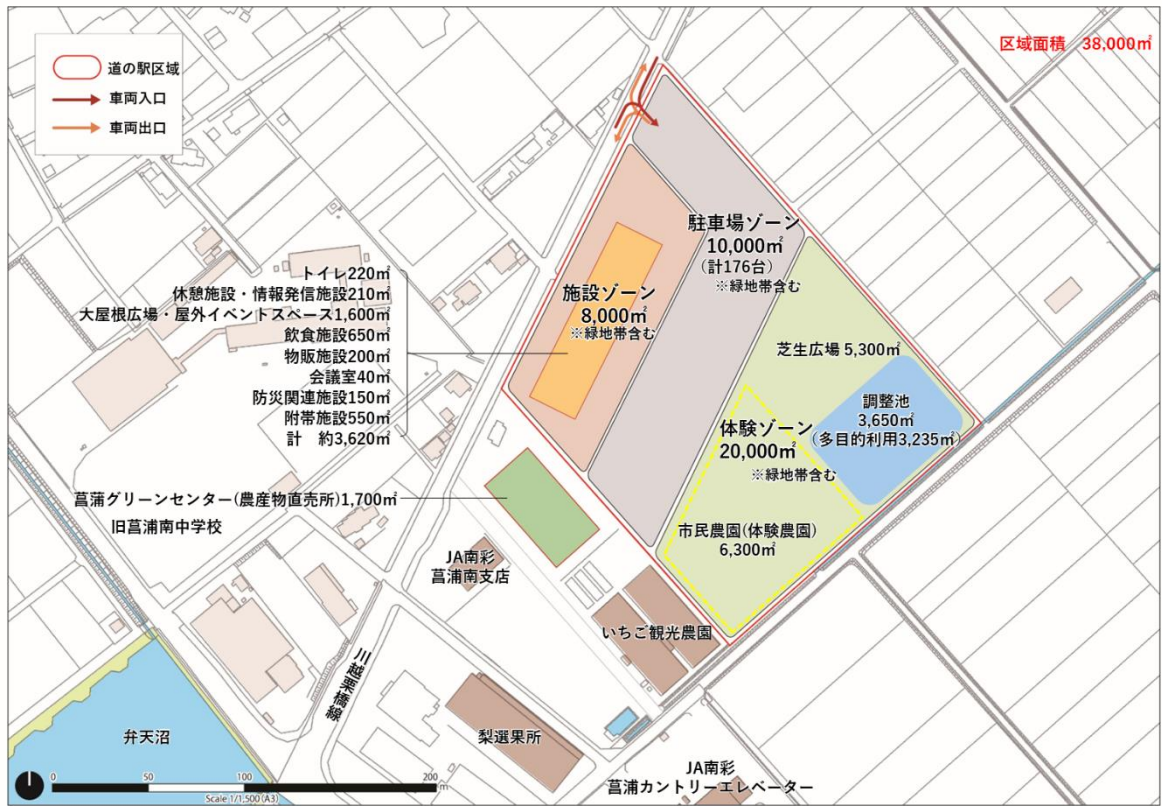 区域面積　38,000㎡
道の駅区域
車両入口
車両出口
駐車場ゾーン
10,000㎡
(計176台)
※緑地帯含む
施設ゾーン
8,000㎡
※緑地帯含む
トイレ220㎡
休憩施設・情報発信施設210㎡
大屋根広場・屋外イベントスペース1,600㎡
飲食施設650㎡
物販施設200㎡
会議室40㎡
防災関連施設150㎡
附帯施設550㎡
計　約3,620㎡
芝生広場 5,300㎡
調整池
3,650㎡
(多目的利用3,235㎡)
体験ゾーン
20,000㎡
※緑地帯含む
市民農園(体験農園)
6,300㎡
菖蒲グリーンセンター(農産物直売所)1,700㎡
旧菖浦南中学校
JA南彩
菖浦南支店
いちご観光農園
川越栗橋線
弁天沼
梨選果所
JA南彩
菖浦カントリーエレベーター
0 50 100 200
m
Scale 1/1,500(A3)